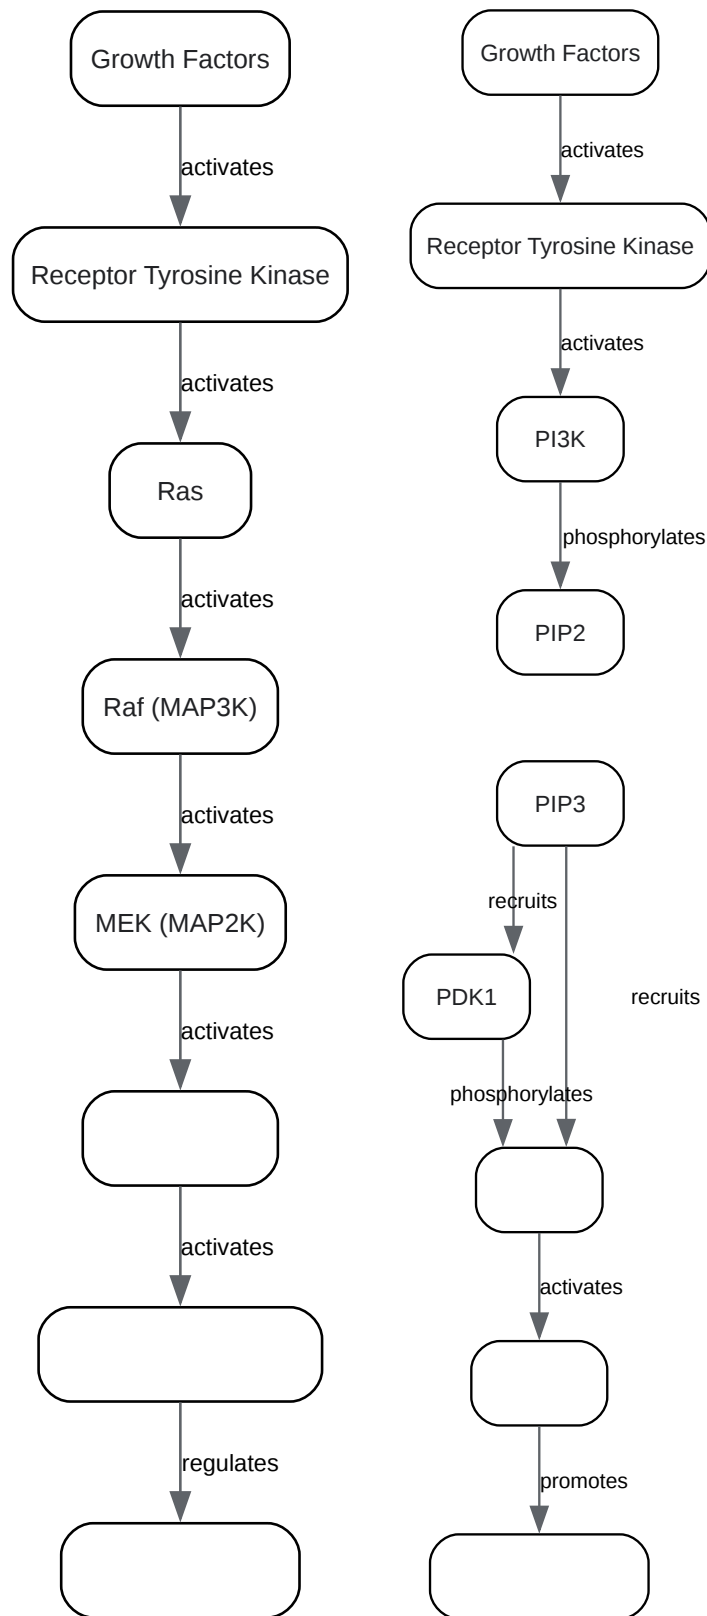 Growth Factors
activates
Receptor Tyrosine Kinase
activates
Ras
activates
Raf (MAP3K)
activates
MEK (MAP2K)
activates
activates
regulates
Growth Factors
activates
Receptor Tyrosine Kinase
activates
PI3K
phosphorylates
PIP2
PIP3
recruits
PDK1
recruits
phosphorylates
activates
promotes